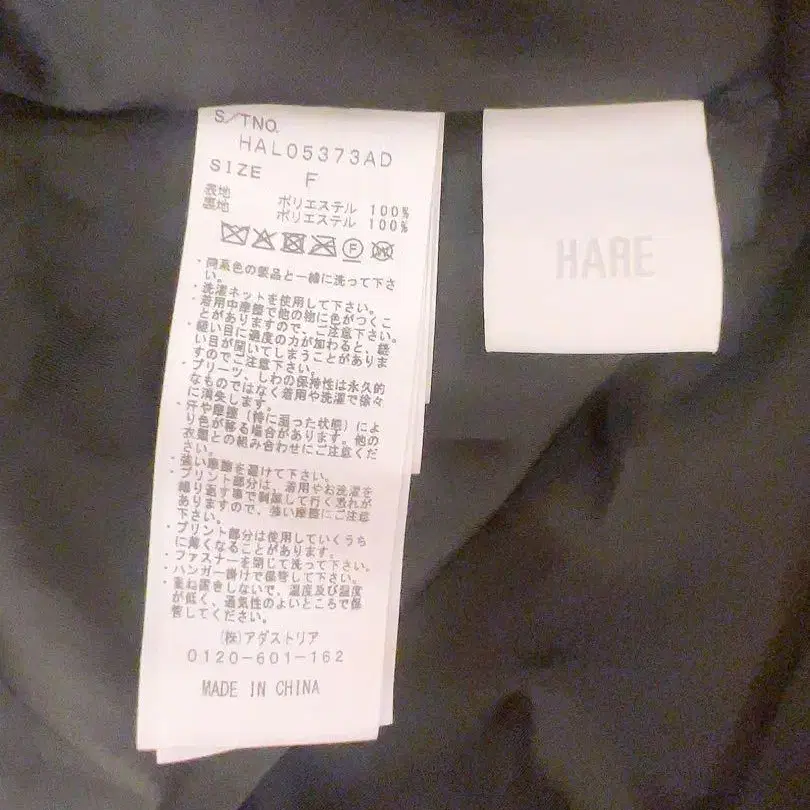 S/TNO.
HAL05373AD
SIZE F
表地 ポリエステル 100%
裏地 ポリエステル 100%
F
W
・同系色の製品と一緒に洗って下さ
い。
・洗濯ネットを使用して下さい。
・着用中摩擦で他の物に色がつくこ
とがありますので、ご注意下さい。
・縫い目に過度の力が加わると、縫
い目が開いてしまうことがありま
すのでご注意下さい。
・プリーツ、しわの保持性は永久的
なものではなく着用や洗濯で徐々
に消失します。
・汗や摩擦(特に湿った状態)によ
り色が移る場合があります。他の
衣類との組み合わせにご注意くだ
さい。
・強い摩擦を避けて下さい。
・プリント部分は、着用やお洗濯を
繰り返す事で剥離して行く恐れが
ありますので、強い摩擦にご注意
下さい。
・プリント部分は使用していくうち
に薄くなることがあります。
・ファスナーを閉じて洗って下さい。
・ハンガー掛けで保管して下さい。
・重ね置きしないで、温度及び湿度
が低く、通気性のよいところで保
管してください。
(株)アダストリア
0120-601-162
MADE IN CHINA
HARE